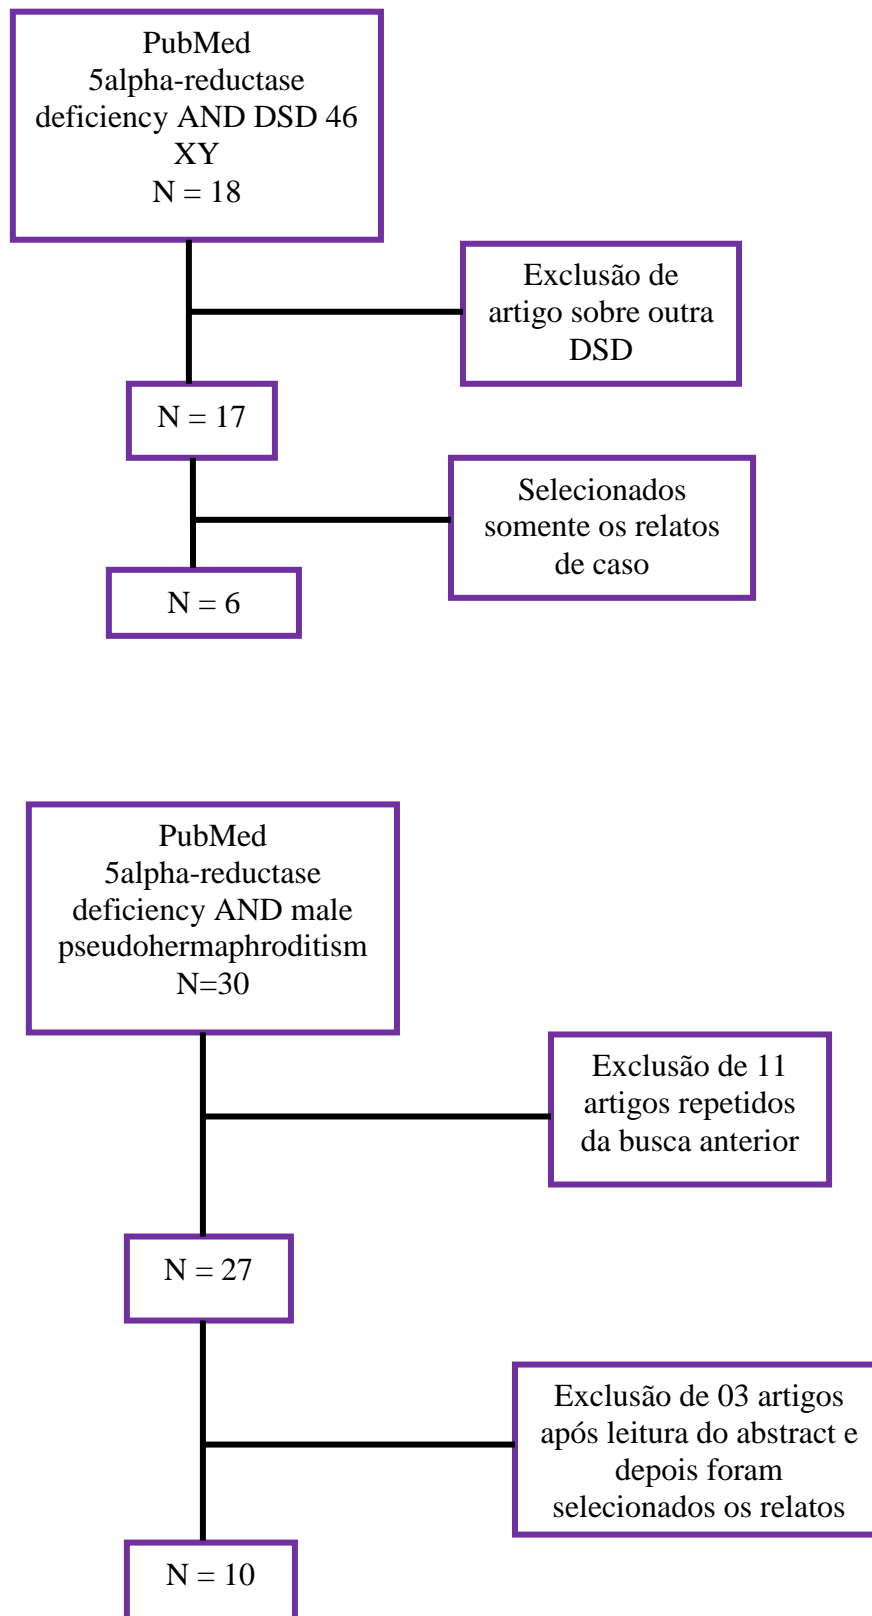 PubMed
5alpha-reductase
deficiency AND DSD 46
XY
N = 18
Exclusão de
artigo sobre outra
DSD
N = 17
Selecionados
somente os relatos
de caso
N = 6
PubMed
5alpha-reductase
deficiency AND male
pseudohermaphroditism
N=30
Exclusão de 11
artigos repetidos
da busca anterior
N = 27
Exclusão de 03 artigos
após leitura do abstract e
depois foram
selecionados os relatos
N = 10